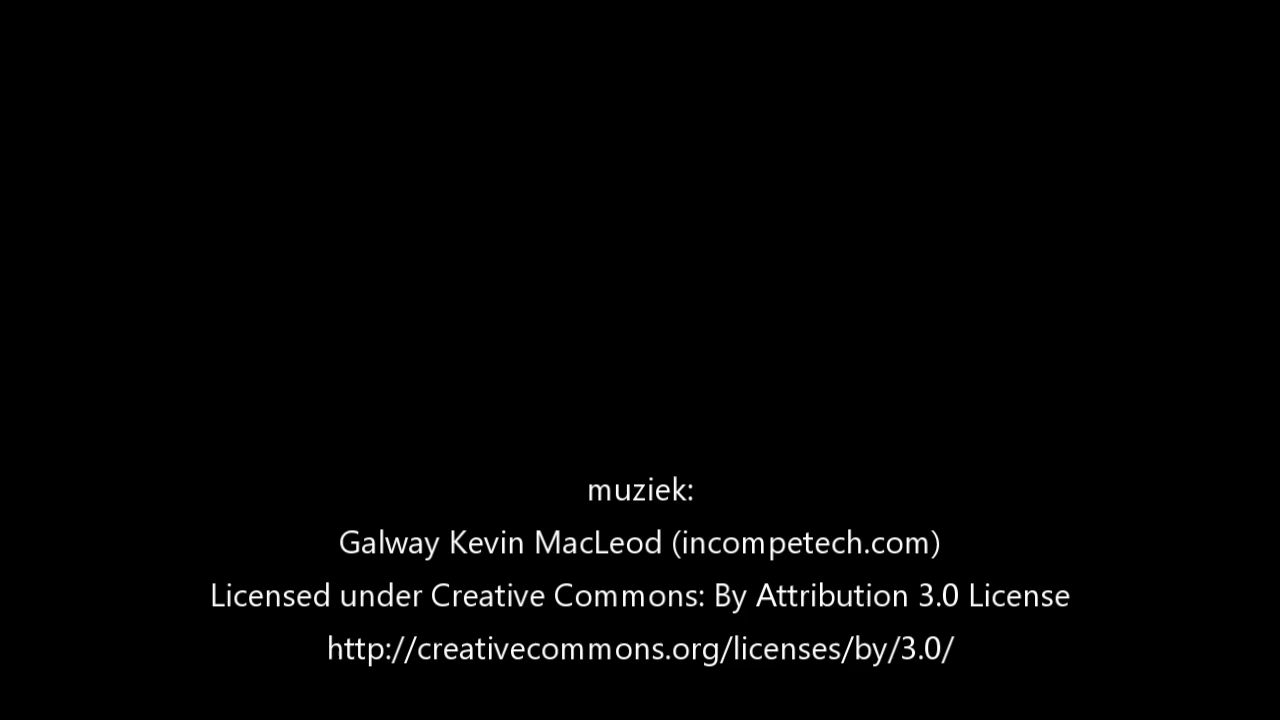 muziek:
Galway Kevin MacLeod (incompetech.com)
Licensed under Creative Commons: By Attribution 3.0 License
http://creativecommons.org/licenses/by/3.0/